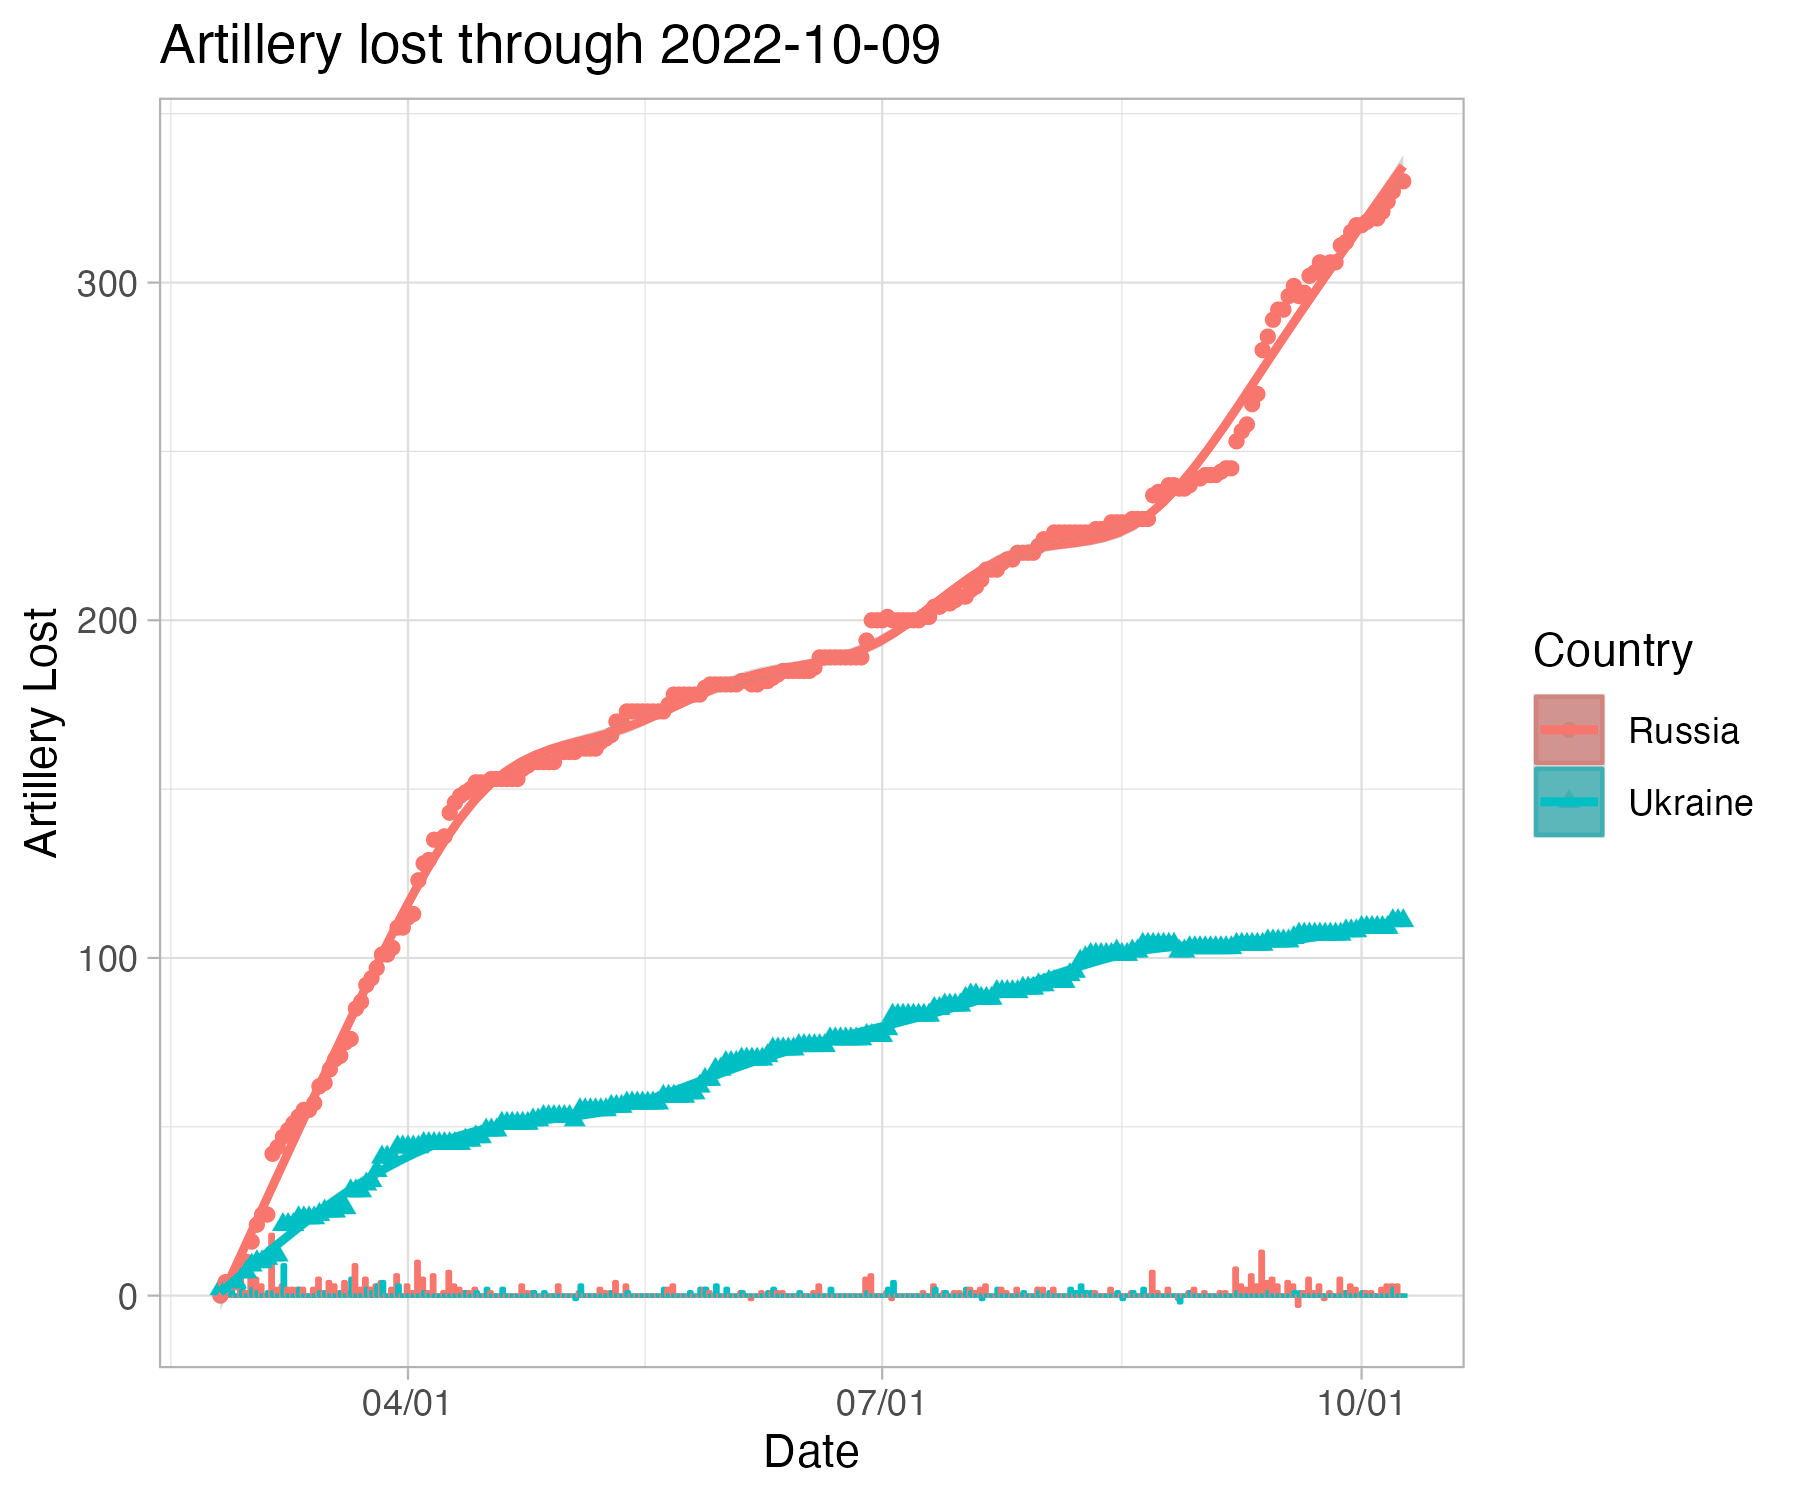 Artillery lost through 2022-10-09
Artillery Lost
300
200
100
0
04/01
07/01
10/01
Date
Country
Russia
Ukraine